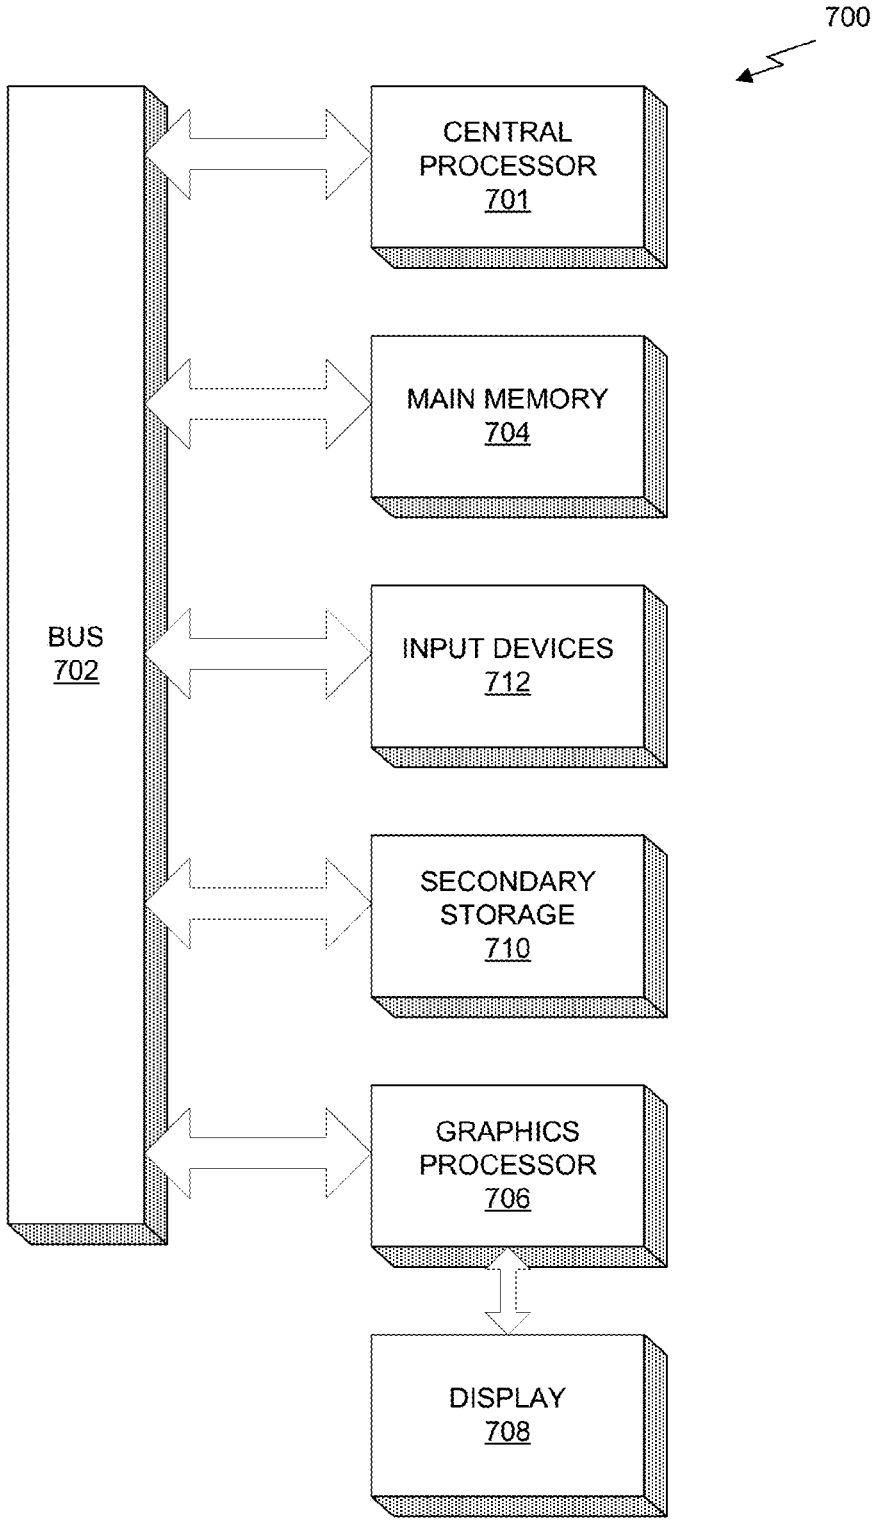 700
CENTRAL
PROCESSOR
701
MAIN MEMORY
704
BUS
702
INPUT DEVICES
712
SECONDARY
STORAGE
710
GRAPHICS
PROCESSOR
706
DISPLAY
708